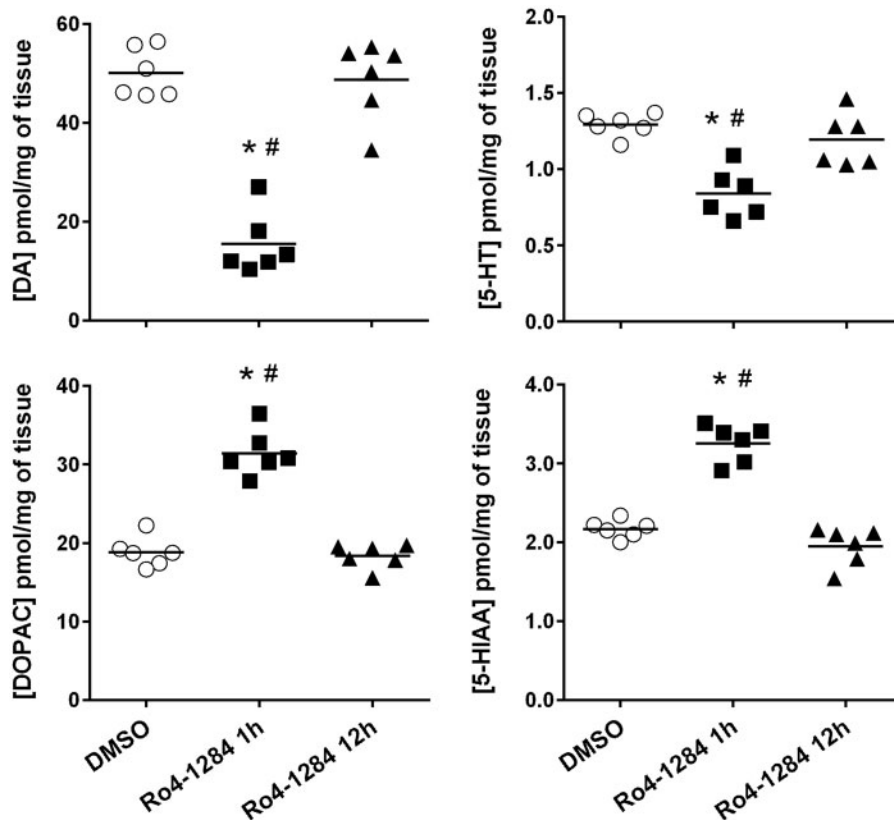 [DA] pmol/mg of tissue
60
40
20
0
* #
[5-HT] pmol/mg of tissue
2.0
1.5
1.0
0.5
0.0
* #
[DOPAC] pmol/mg of tissue
40
30
20
10
0
* #
DMSO
Ro4-1284 1h
Ro4-1284 12h
[5-HIAA] pmol/mg of tissue
4.0
3.0
2.0
1.0
0.0
* #
DMSO
Ro4-1284 1h
Ro4-1284 12h